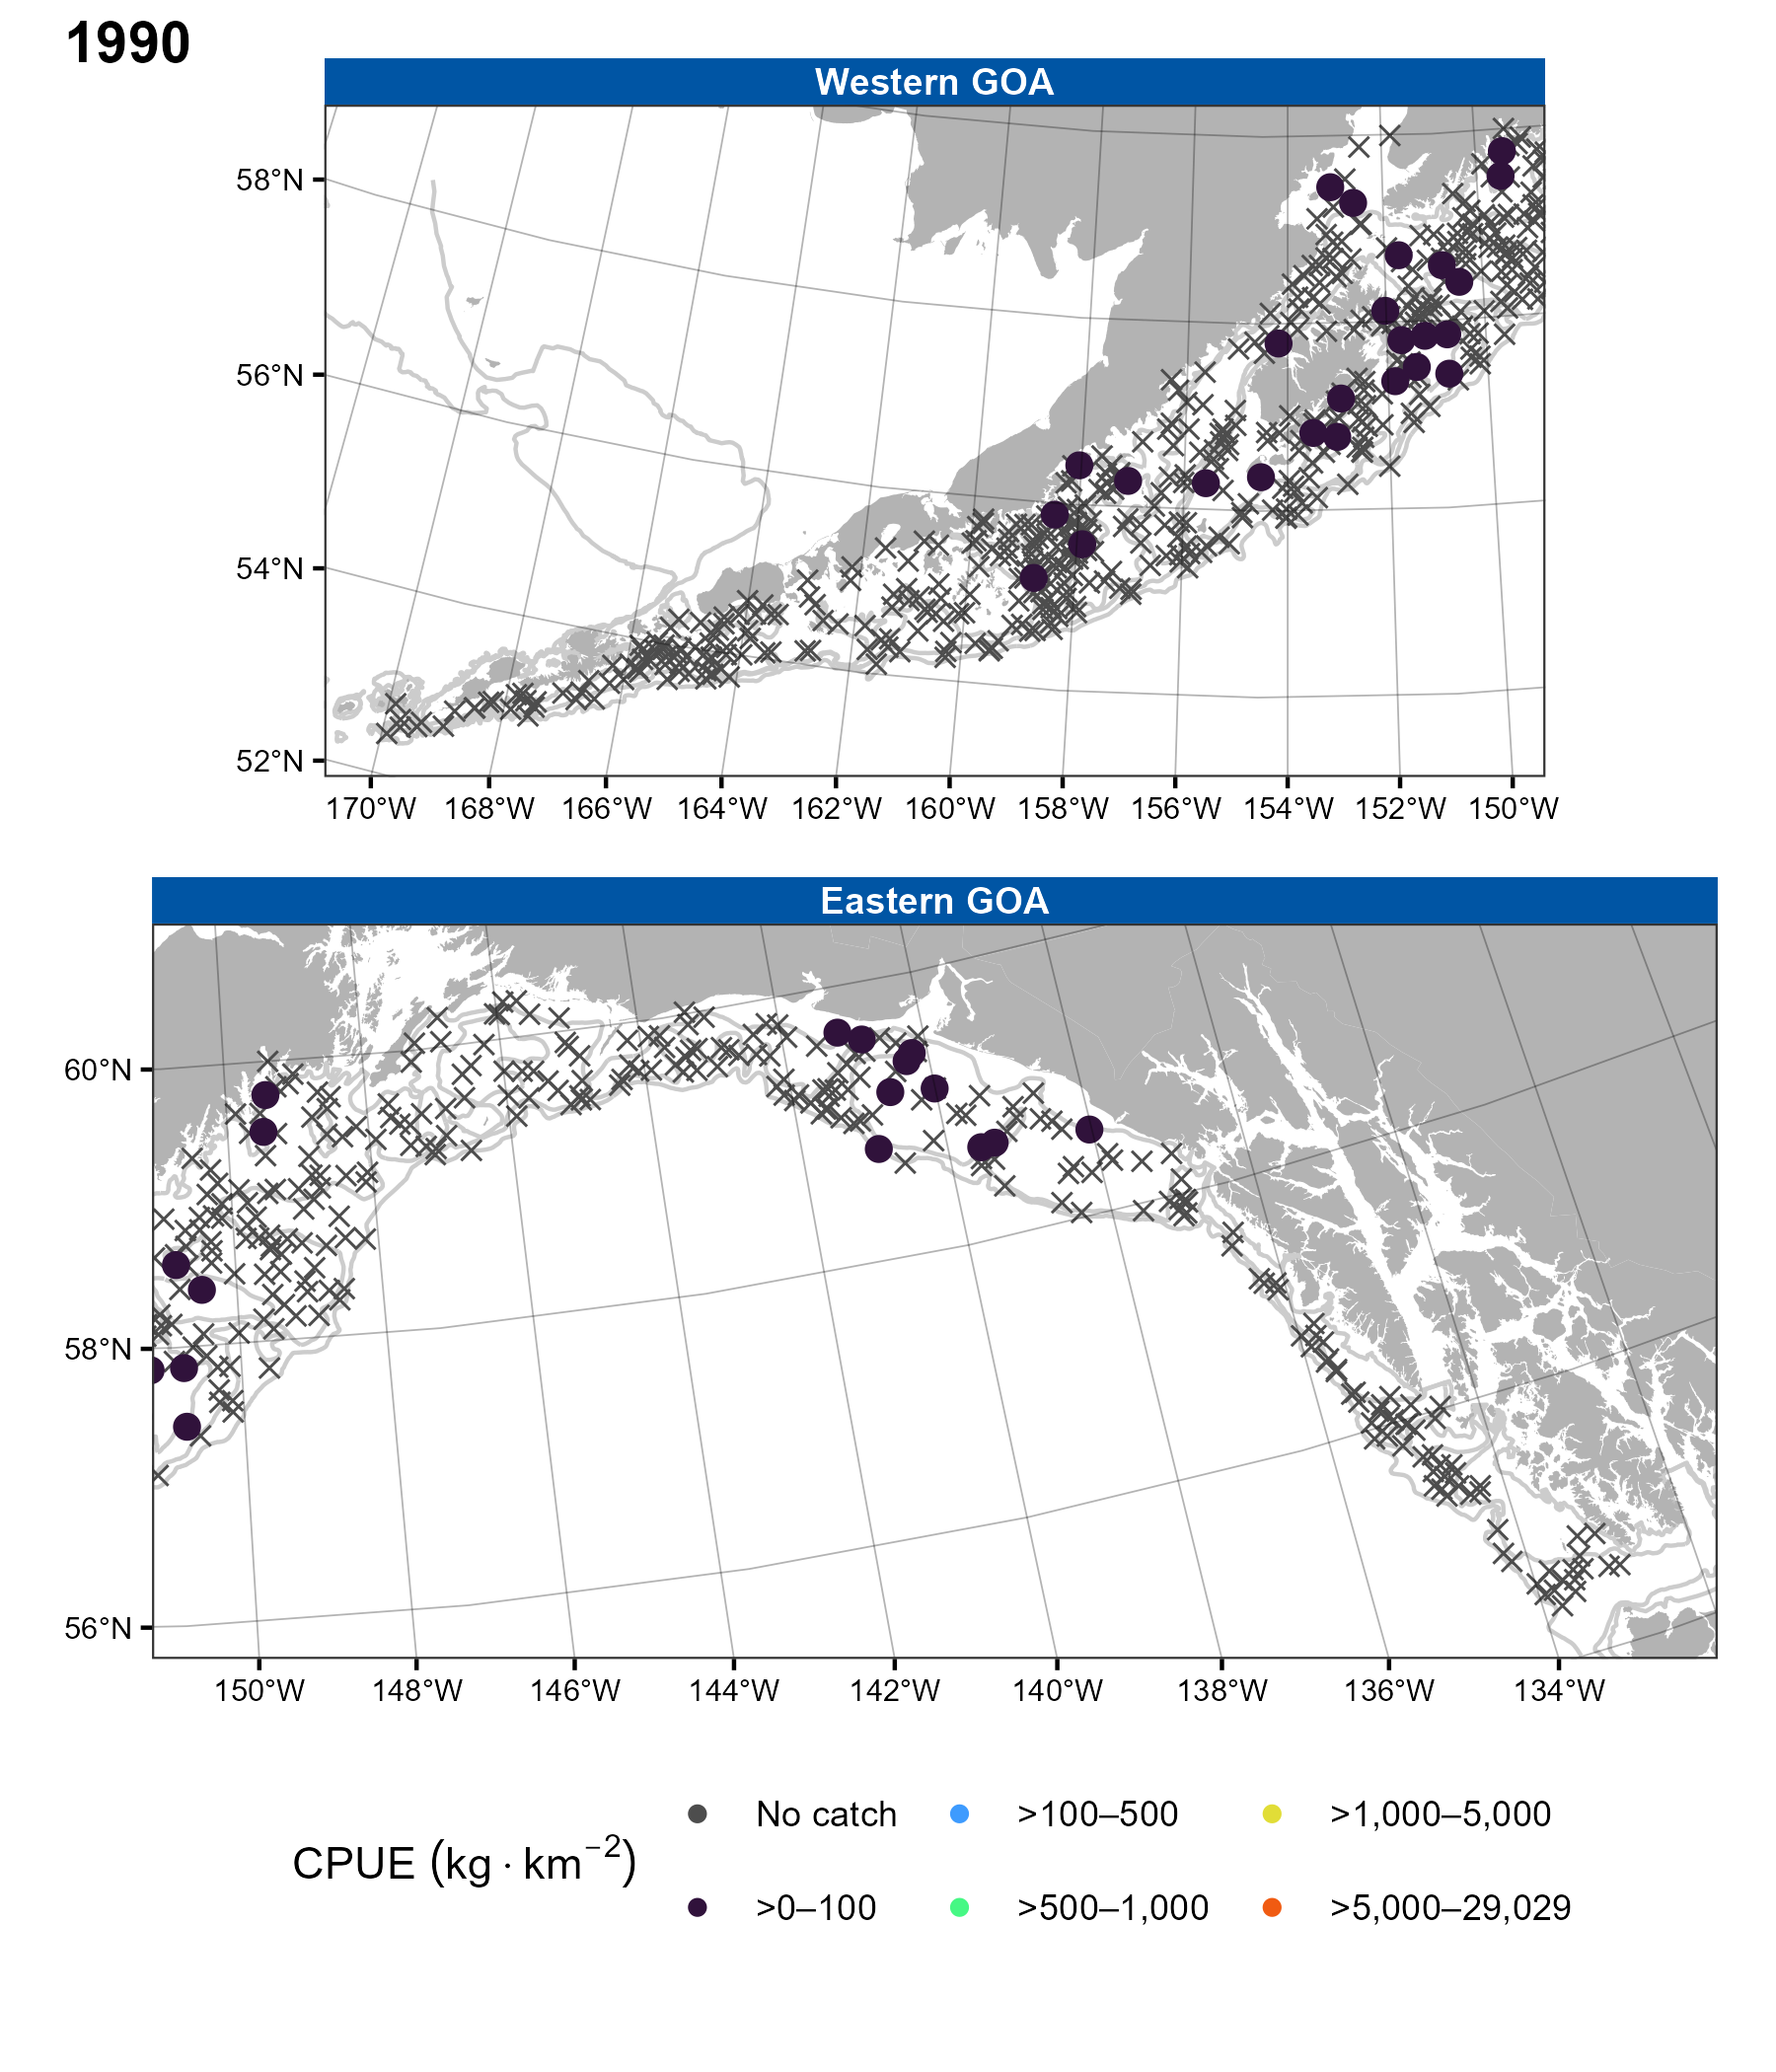 1990
Western GOA
58°N
56°N
54°N
52°N
170°W 168°W 166°W 164°W 162°W 160°W 158°W 156°W 154°W 152°W 150°W
Eastern GOA
60°N
58°N
56°N
150°W 148°W 146°W 144°W 142°W 140°W 138°W 136°W 134°W
CPUE (kg · km⁻²)
No catch >100–500 >1,000–5,000
>0–100 >500–1,000 >5,000–29,029